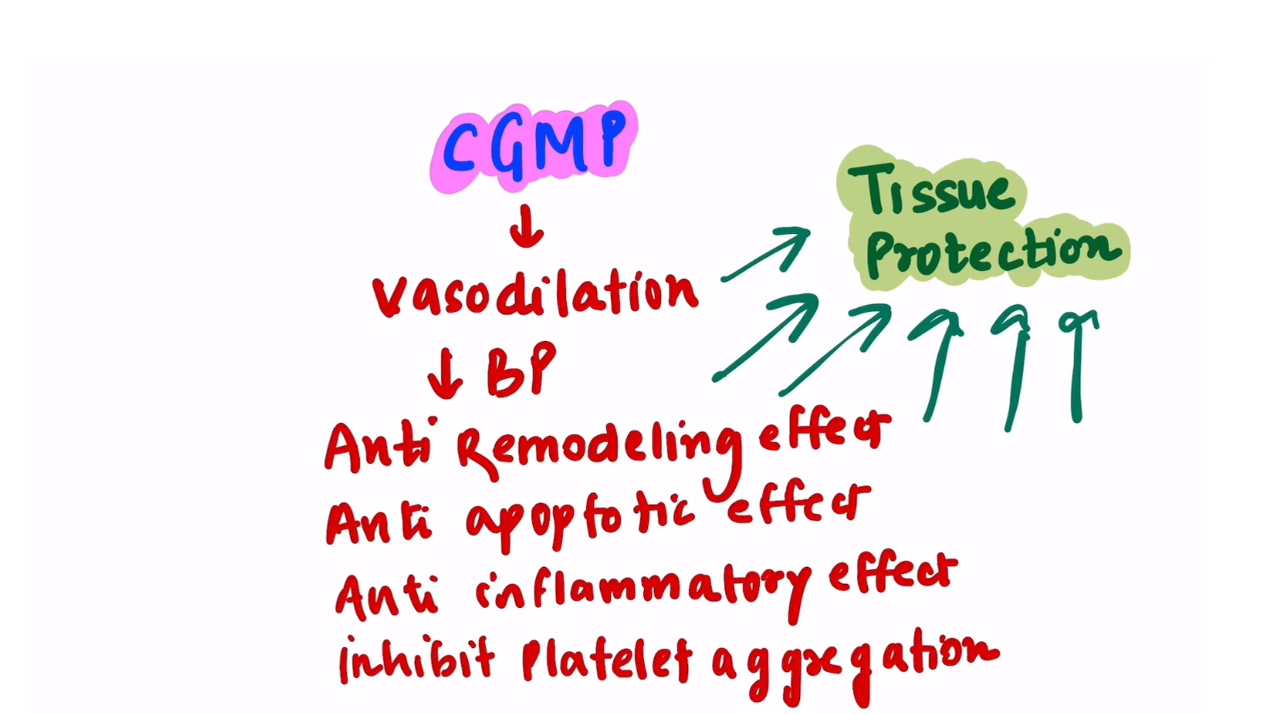 CGMP
↓
Vasodilation
↓ BP
Anti Remodeling effect
Anti apoptotic effect
Anti inflammatory effect
inhibit Platelet aggregation
Tissue
Protection